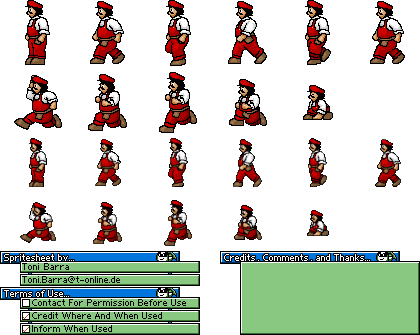 Spritesheet by...
Toni Barra
Toni.Barra@t-online.de
Terms of Use...
Contact For Permission Before Use
Credit Where And When Used
Inform When Used
Credits, Comments, and Thanks...